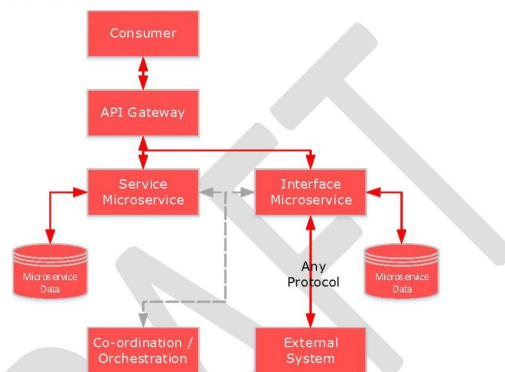 Consumer
API Gateway
Service
Microservice
Interface
Microservice
Microservice
Data
Any
Protocol
Microservice
Data
Co-ordination /
Orchestration
External
System